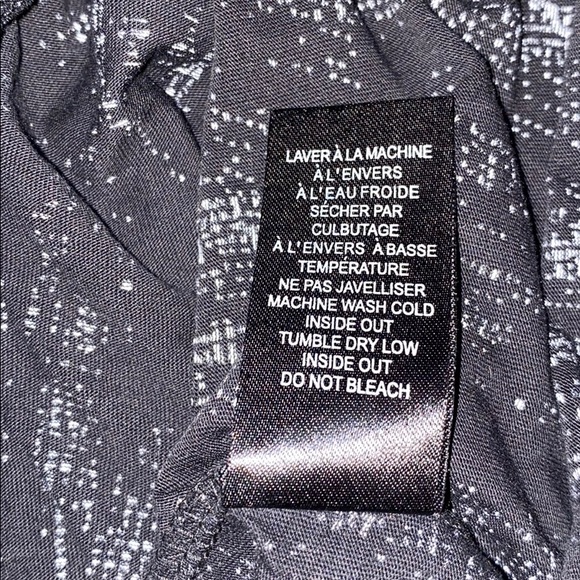 LAVER À LA MACHINE
À L'ENVERS
À L'EAU FROIDE
SÉCHER PAR
CULBUTAGE
À L'ENVERS À BASSE
TEMPÉRATURE
NE PAS JAVELLISER
MACHINE WASH COLD
INSIDE OUT
TUMBLE DRY LOW
INSIDE OUT
DO NOT BLEACH